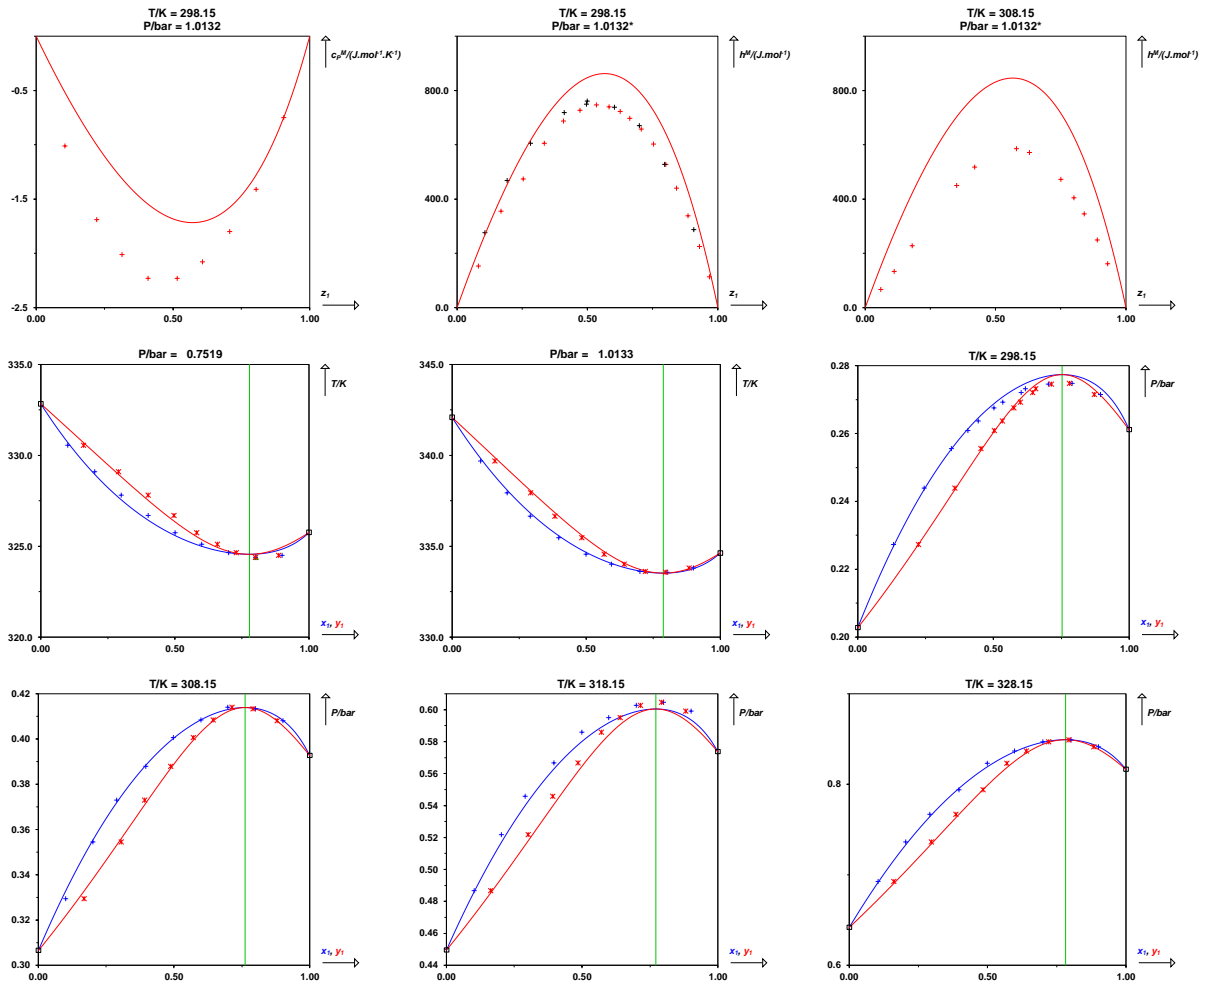 T/K = 298.15
P/bar = 1.0132
cₚᴹ/(J.mol⁻¹.K⁻¹)
-0.5
-1.5
-2.5
z₁
0.00 0.50 1.00
T/K = 298.15
P/bar = 1.0132*
hᴹ/(J.mol⁻¹)
800.0
400.0
0.0
z₁
0.00 0.50 1.00
T/K = 308.15
P/bar = 1.0132*
hᴹ/(J.mol⁻¹)
800.0
400.0
0.0
z₁
0.00 0.50 1.00
P/bar = 0.7519
335.0
T/K
330.0
325.0
320.0
x₁, y₁
0.00 0.50 1.00
P/bar = 1.0133
345.0
T/K
340.0
335.0
330.0
x₁, y₁
0.00 0.50 1.00
T/K = 298.15
0.28
P/bar
0.26
0.24
0.22
0.20
x₁, y₁
0.00 0.50 1.00
T/K = 308.15
0.42
P/bar
0.40
0.38
0.36
0.34
0.32
0.30
x₁, y₁
0.00 0.50 1.00
T/K = 318.15
0.60
P/bar
0.58
0.56
0.54
0.52
0.50
0.48
0.46
0.44
x₁, y₁
0.00 0.50 1.00
T/K = 328.15
P/bar
0.8
0.6
x₁, y₁
0.00 0.50 1.00